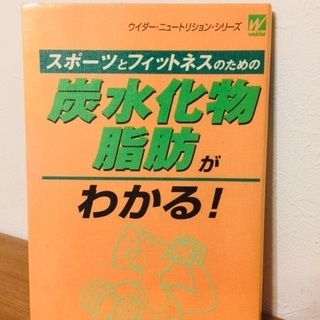 ウイダー・ニュートリション・シリーズ
W
weider
スポーツとフィットネスのための
炭水化物
脂肪が
わかる!